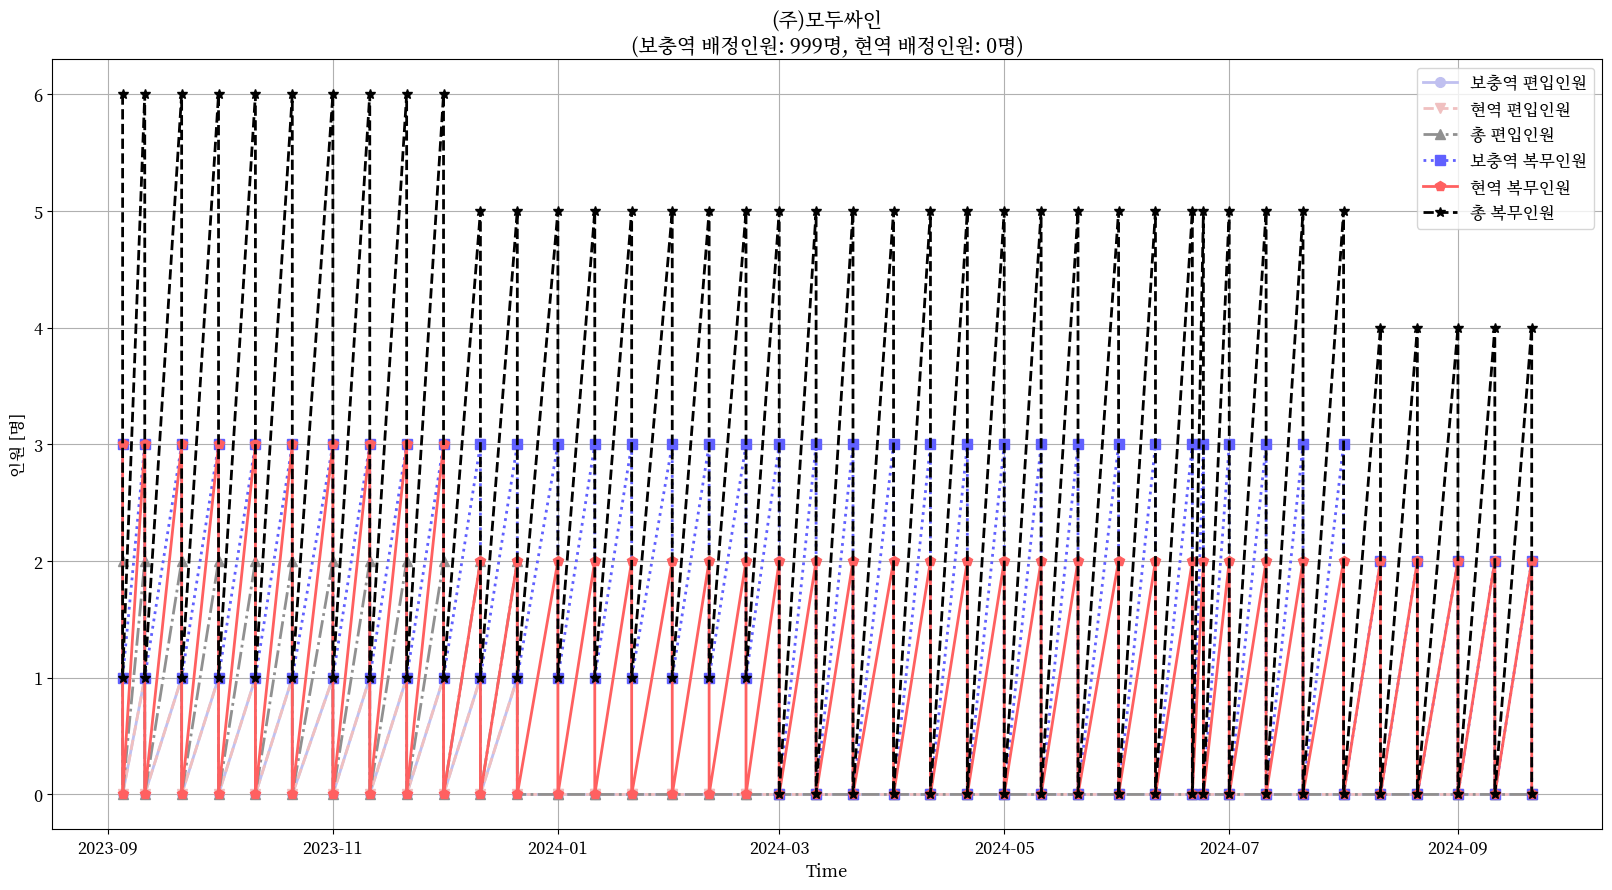 (주)모두싸인
(보충역 배정인원: 999명, 현역 배정인원: 0명)
보충역 편입인원
현역 편입인원
총 편입인원
보충역 복무인원
현역 복무인원
총 복무인원
인원 [명]
6
5
4
3
2
1
0
2023-09 2023-11 2024-01 2024-03 2024-05 2024-07 2024-09
Time